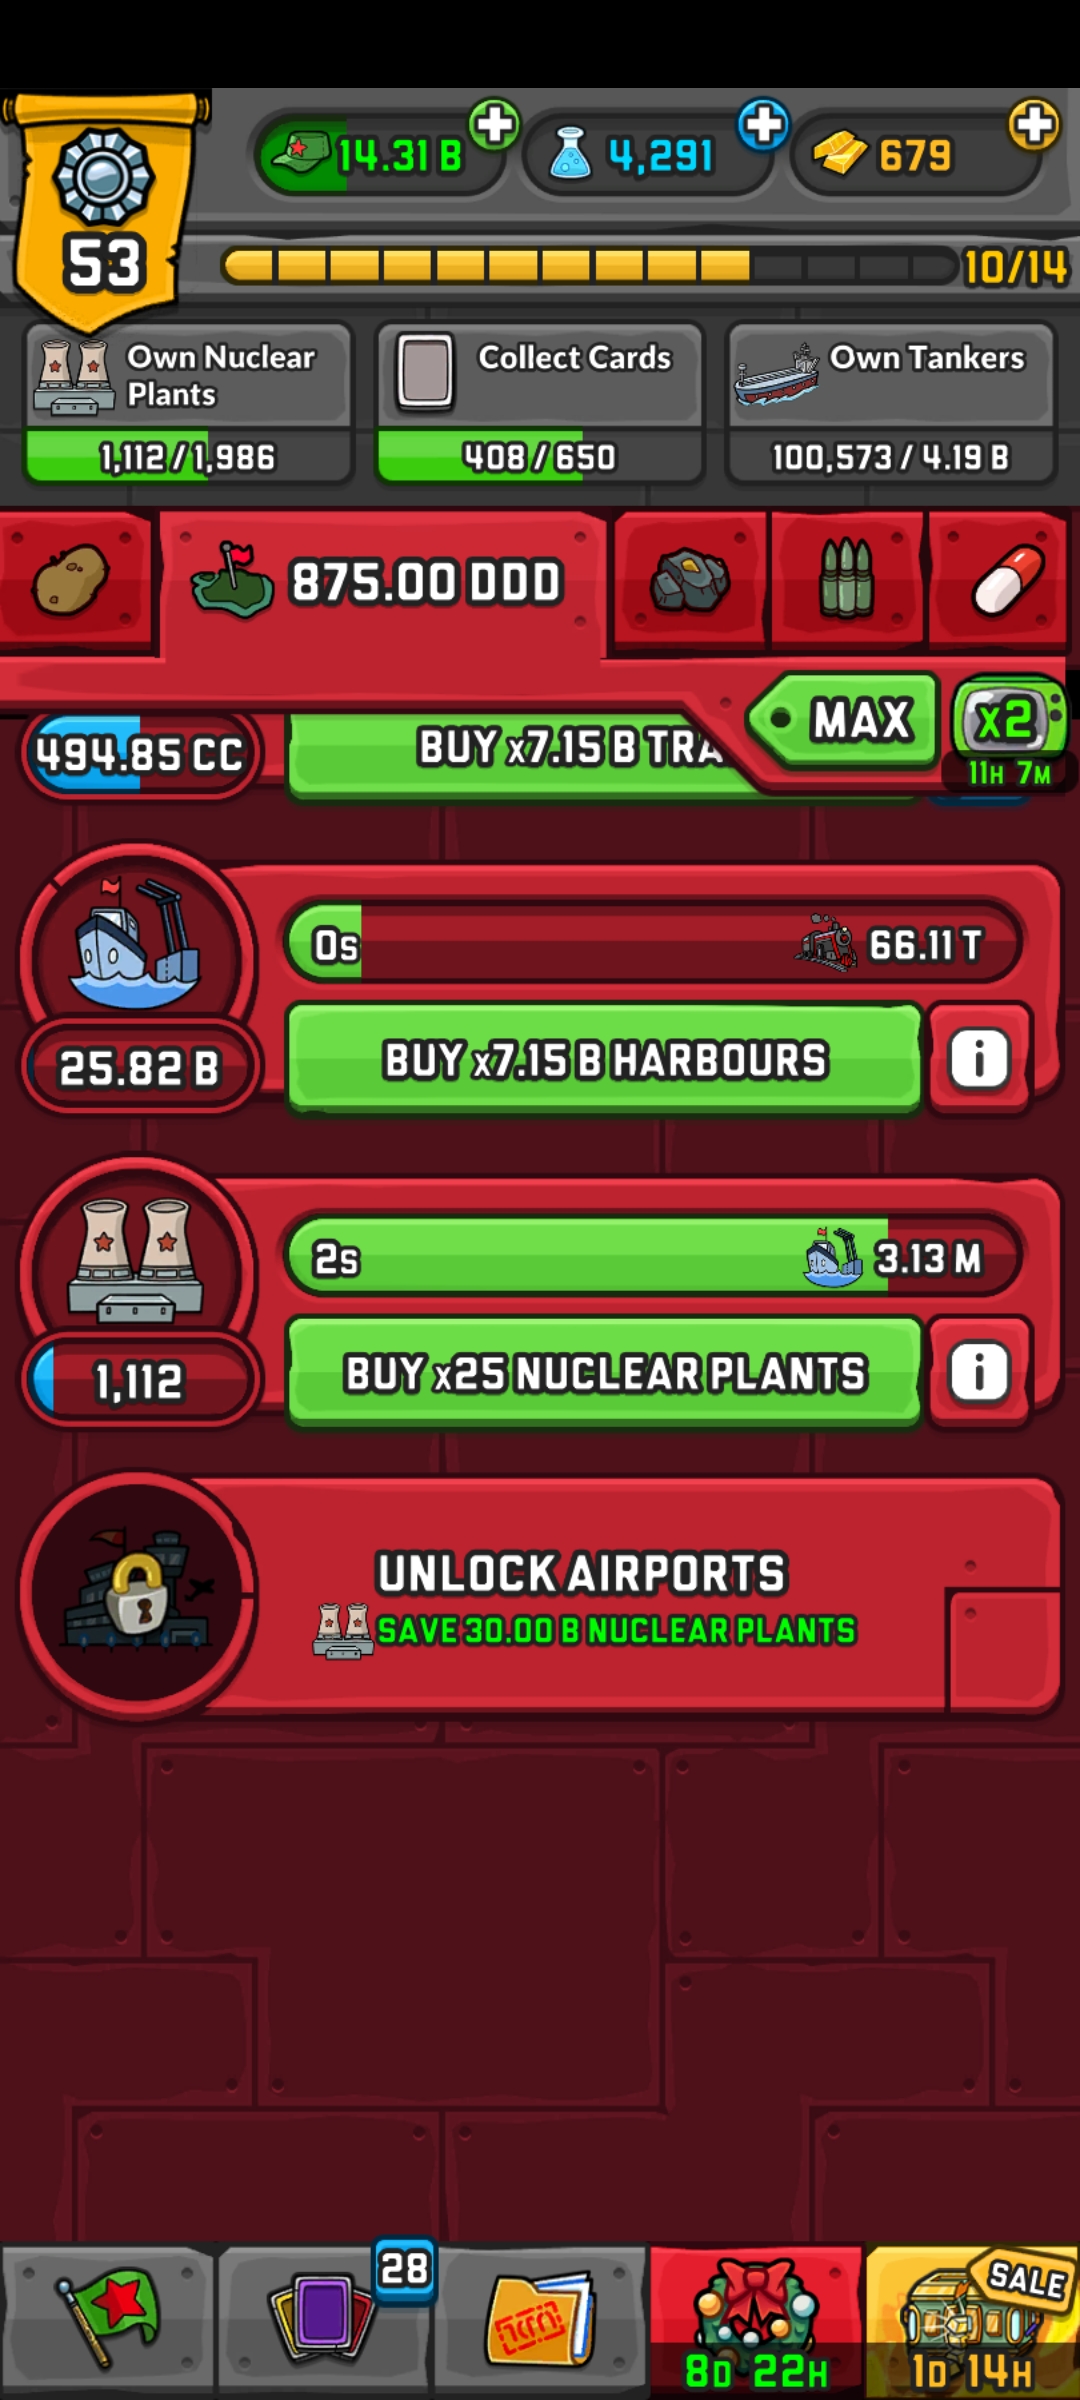 14.31 B
4,291
679
53
10/14
Own Nuclear
Plants
Collect Cards
Own Tankers
1,112 / 1,986
408 / 650
100,573 / 4.19 B
875.00 DDD
MAX
x2
11H 7M
494.85 CC
BUY x7.15 B TRA
0s
66.11 T
25.82 B
BUY x7.15 B HARBOURS
i
2s
3.13 M
1,112
BUY x25 NUCLEAR PLANTS
i
UNLOCK AIRPORTS
SAVE 30.00 B NUCLEAR PLANTS
28
SALE
8D 22H
1D 14H